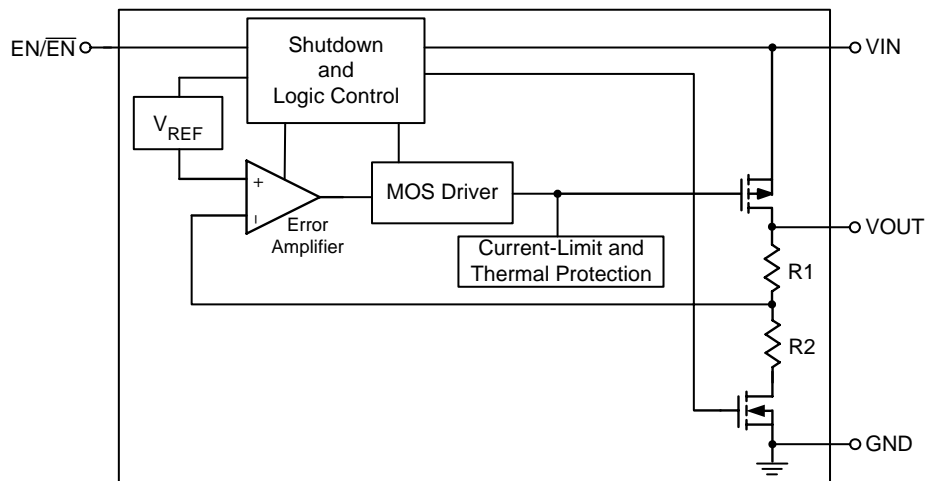 EN/EN
Shutdown
and
Logic Control
VIN
VREF
+
−
Error
Amplifier
MOS Driver
Current-Limit and
Thermal Protection
VOUT
R1
R2
GND